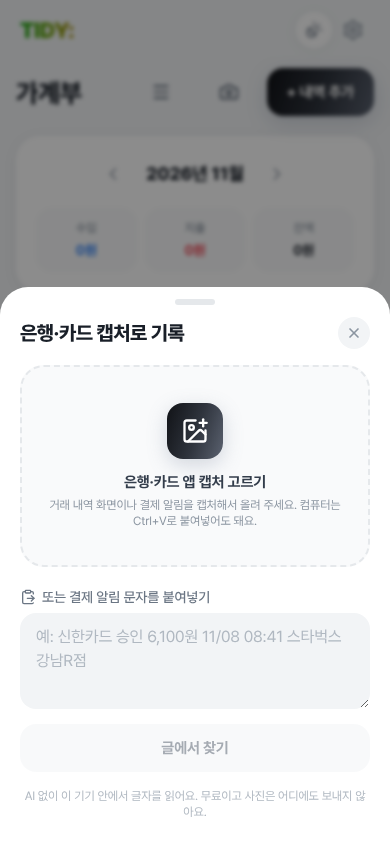 TIDY:
가계부
+ 내역 추가
2026년 11월
수입
지출
잔액
0원
0원
0원
은행·카드 캡처로 기록
은행·카드 앱 캡처 고르기
거래 내역 화면이나 결제 알림을 캡처해서 올려 주세요. 컴퓨터는
Ctrl+V로 붙여넣어도 돼요.
또는 결제 알림 문자를 붙여넣기
예: 신한카드 승인 6,100원 11/08 08:41 스타벅스
강남R점
글에서 찾기
AI 없이 이 기기 안에서 글자를 읽어요. 무료이고 사진은 어디에도 보내지 않
아요.